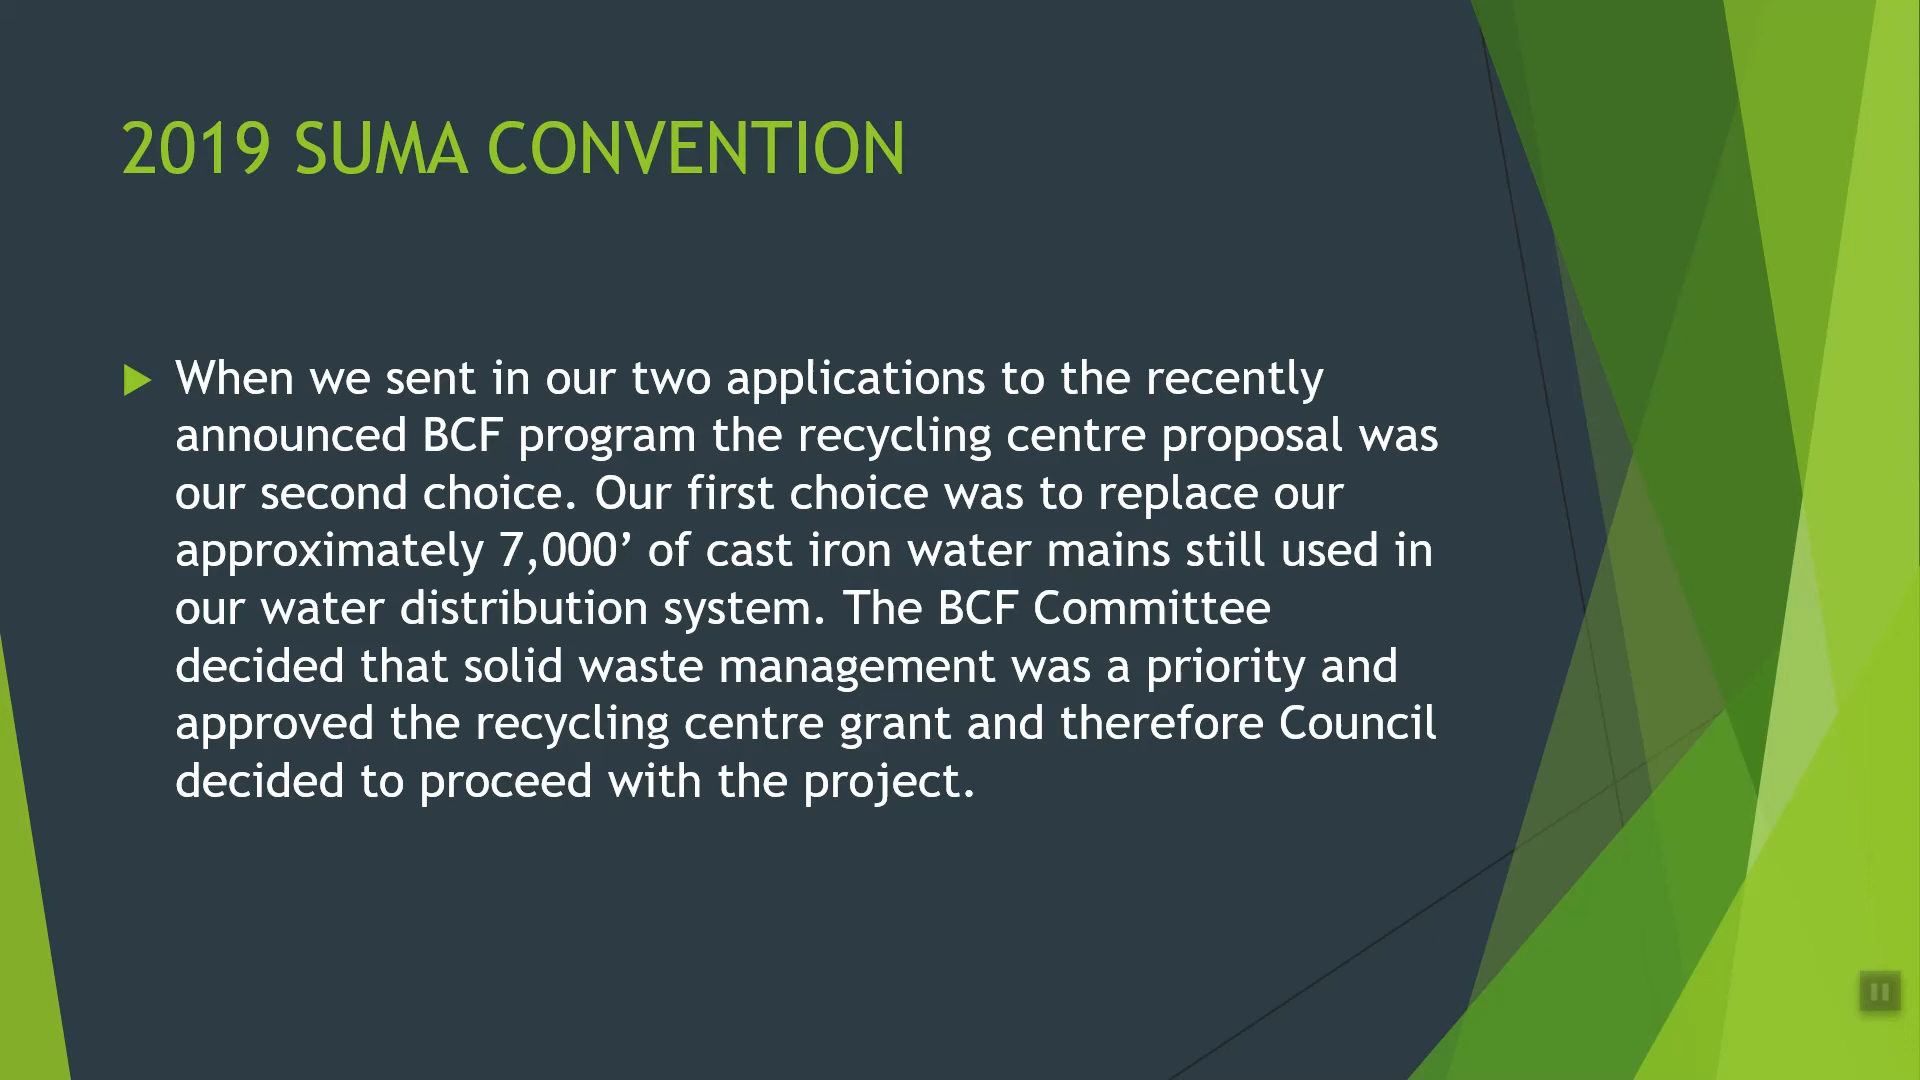 2019 SUMA CONVENTION
When we sent in our two applications to the recently
announced BCF program the recycling centre proposal was
our second choice. Our first choice was to replace our
approximately 7,000’ of cast iron water mains still used in
our water distribution system. The BCF Committee
decided that solid waste management was a priority and
approved the recycling centre grant and therefore Council
decided to proceed with the project.